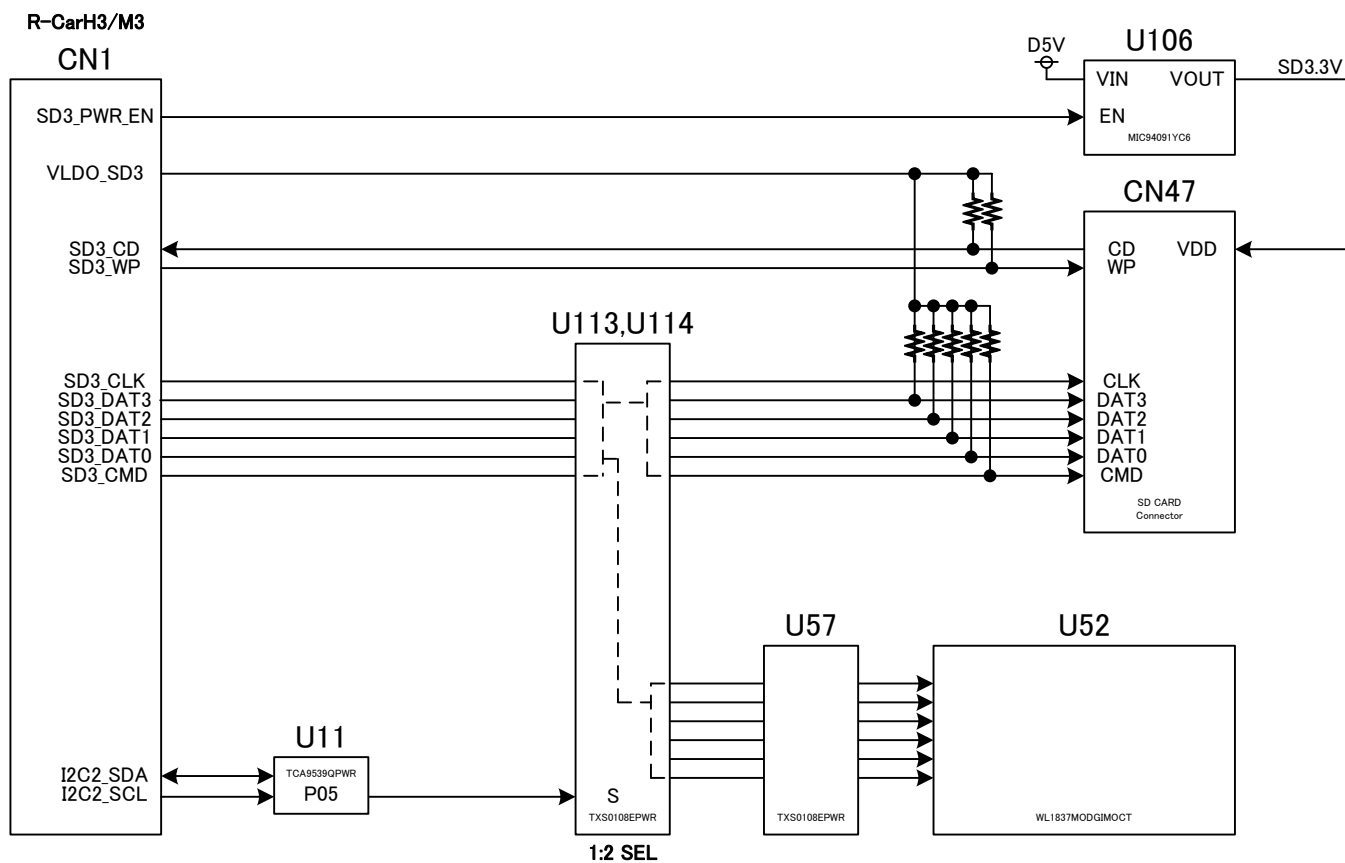 R-CarH3/M3
CN1
SD3_PWR_EN
VLDO_SD3
SD3_CD
SD3_WP
SD3_CLK
SD3_DAT3
SD3_DAT2
SD3_DAT1
SD3_DAT0
SD3_CMD
I2C2_SDA
I2C2_SCL
U11
TCA9539QPWR
P05
U113,U114
S
TXS0108EPWR
1:2 SEL
D5V
U106
VIN VOUT
EN
MIC94091YC6
SD3.3V
CN47
CD VDD
WP
CLK
DAT3
DAT2
DAT1
DAT0
CMD
SD CARD
Connector
U57
TXS0108EPWR
U52
WL1837MODGIMOCT